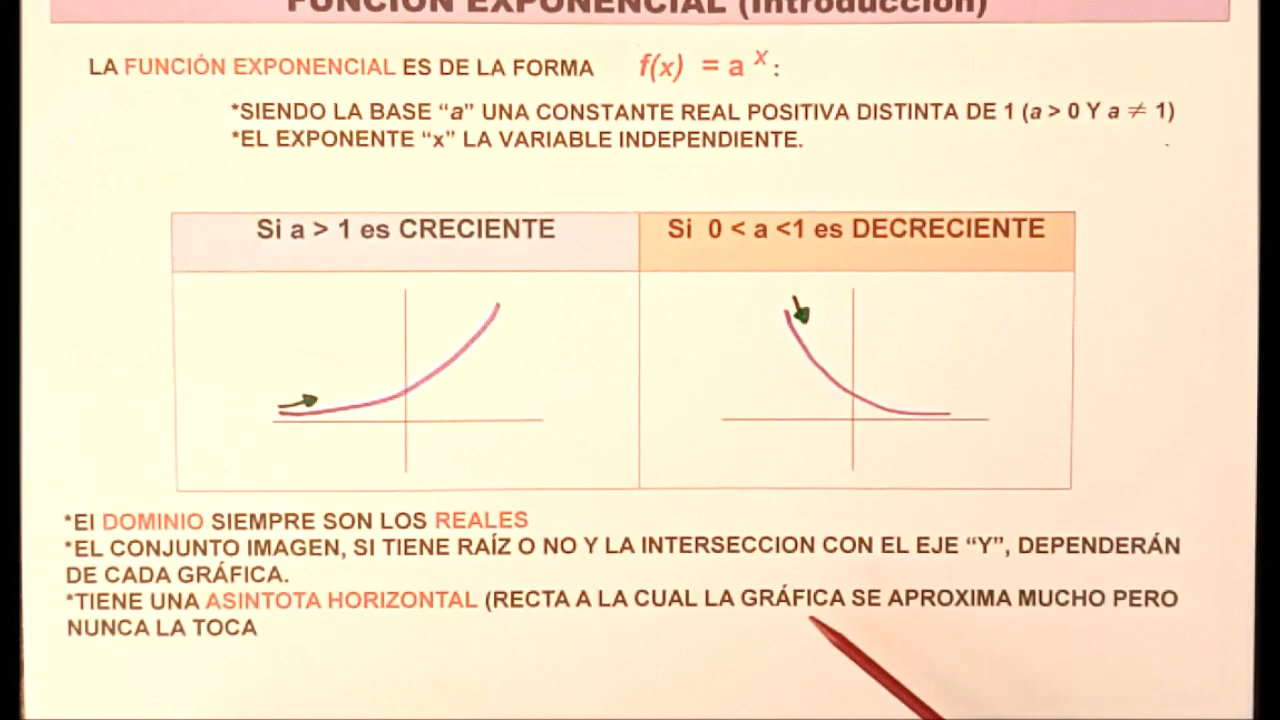 FUNCIÓN EXPONENCIAL (Introducción)
LA FUNCIÓN EXPONENCIAL ES DE LA FORMA f(x) = a x :
*SIENDO LA BASE “a” UNA CONSTANTE REAL POSITIVA DISTINTA DE 1 (a > 0 Y a ≠ 1)
*EL EXPONENTE “x” LA VARIABLE INDEPENDIENTE.
Si a > 1 es CRECIENTE
Si 0 < a <1 es DECRECIENTE
*El DOMINIO SIEMPRE SON LOS REALES
*EL CONJUNTO IMAGEN, SI TIENE RAÍZ O NO Y LA INTERSECCION CON EL EJE “Y”, DEPENDERÁN
DE CADA GRÁFICA.
*TIENE UNA ASINTOTA HORIZONTAL (RECTA A LA CUAL LA GRÁFICA SE APROXIMA MUCHO PERO
NUNCA LA TOCA